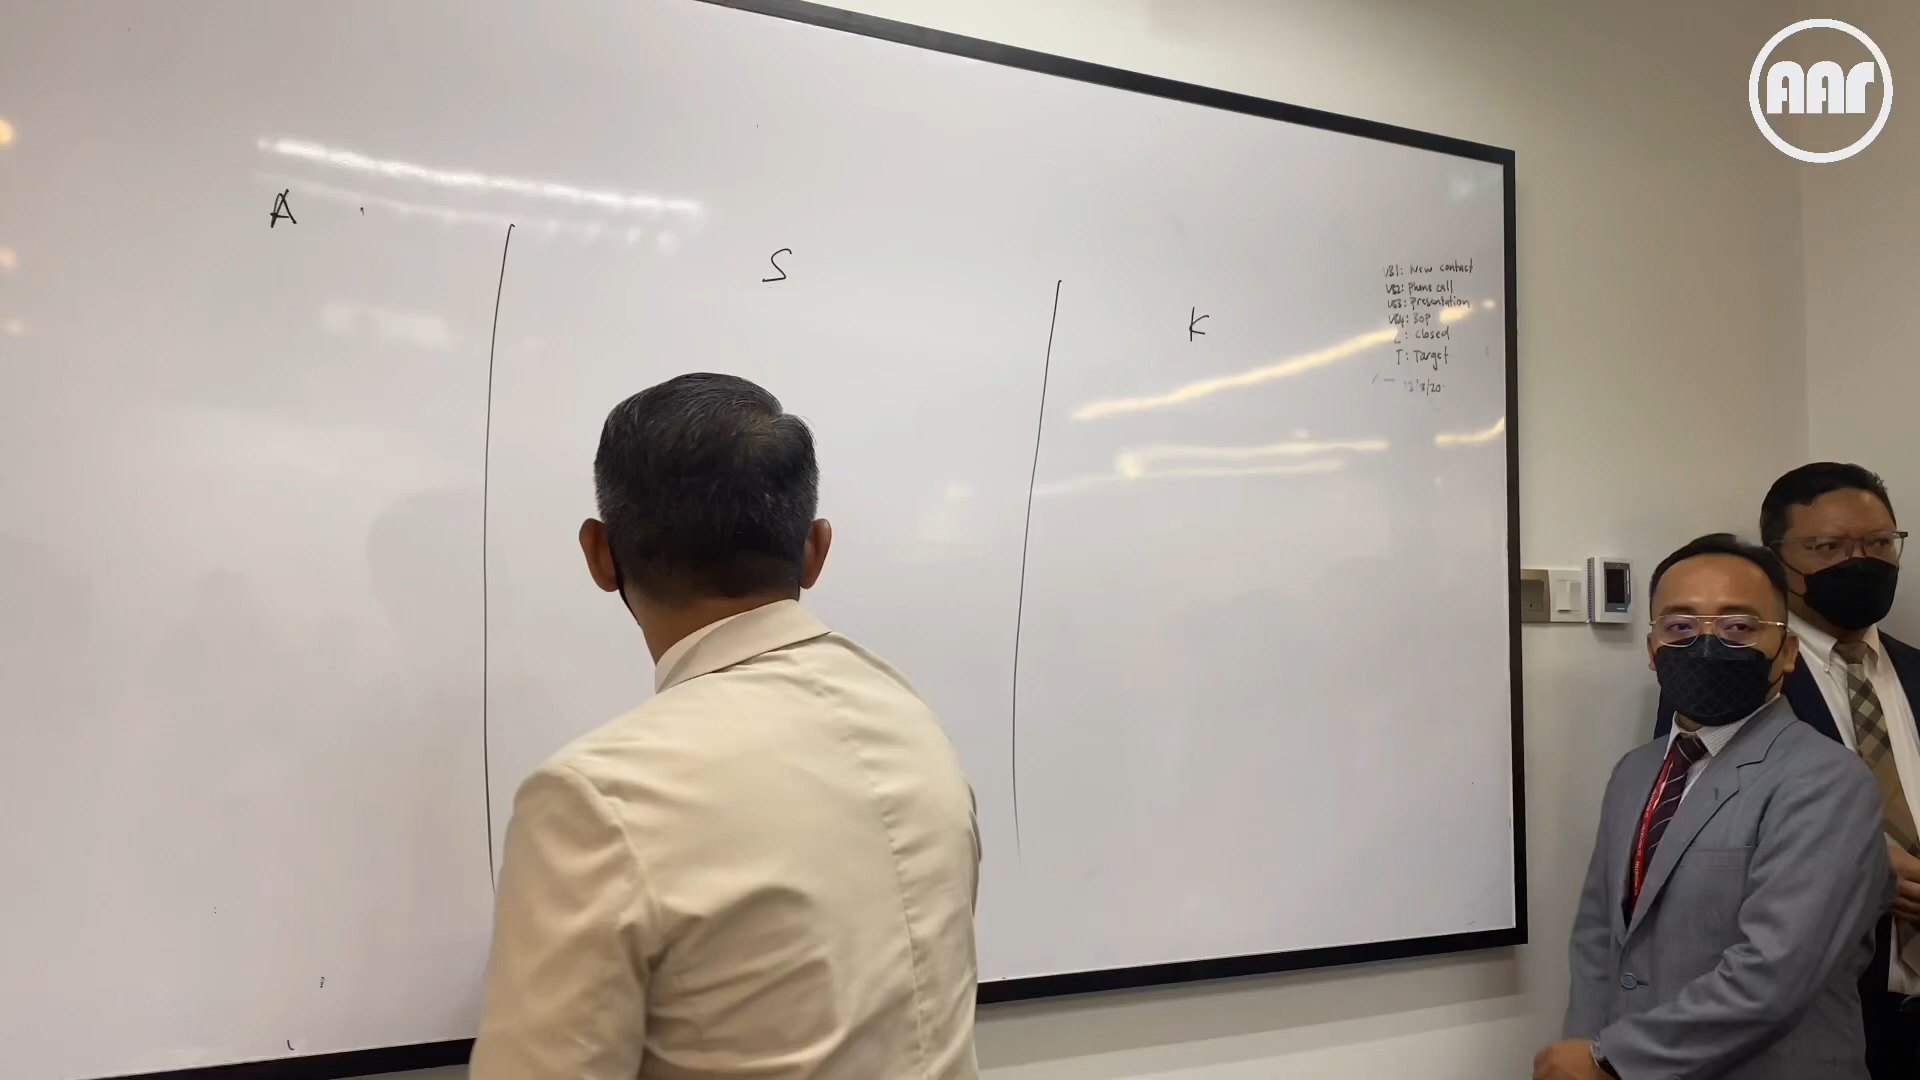 AAr
A
S
K
VB1: New contact
VB2: Phone call
VB3: Presentation
VB4: BOP
C: Closed
T: Target